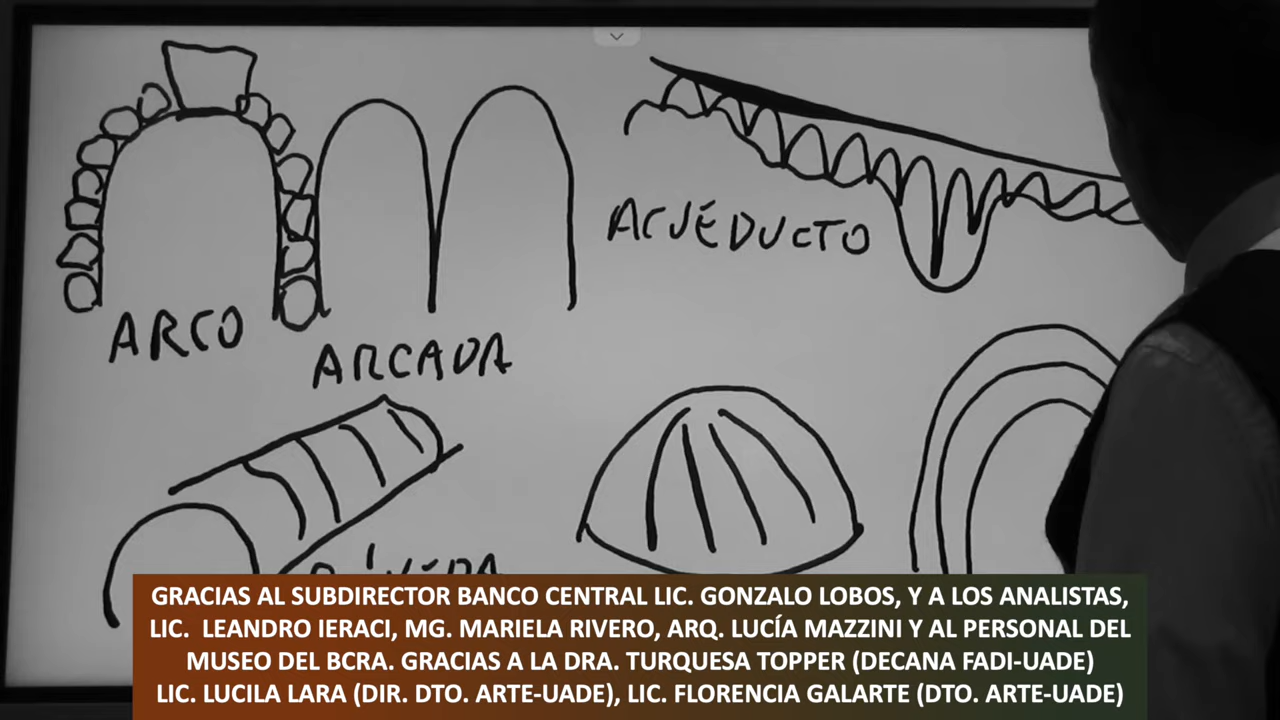 ARCO
ARCADA
ACUÉDUCTO
GRACIAS AL SUBDIRECTOR BANCO CENTRAL LIC. GONZALO LOBOS, Y A LOS ANALISTAS,
LIC. LEANDRO IERACI, MG. MARIELA RIVERO, ARQ. LUCÍA MAZZINI Y AL PERSONAL DEL
MUSEO DEL BCRA. GRACIAS A LA DRA. TURQUESA TOPPER (DECANA FADI-UADE)
LIC. LUCILA LARA (DIR. DTO. ARTE-UADE), LIC. FLORENCIA GALARTE (DTO. ARTE-UADE)